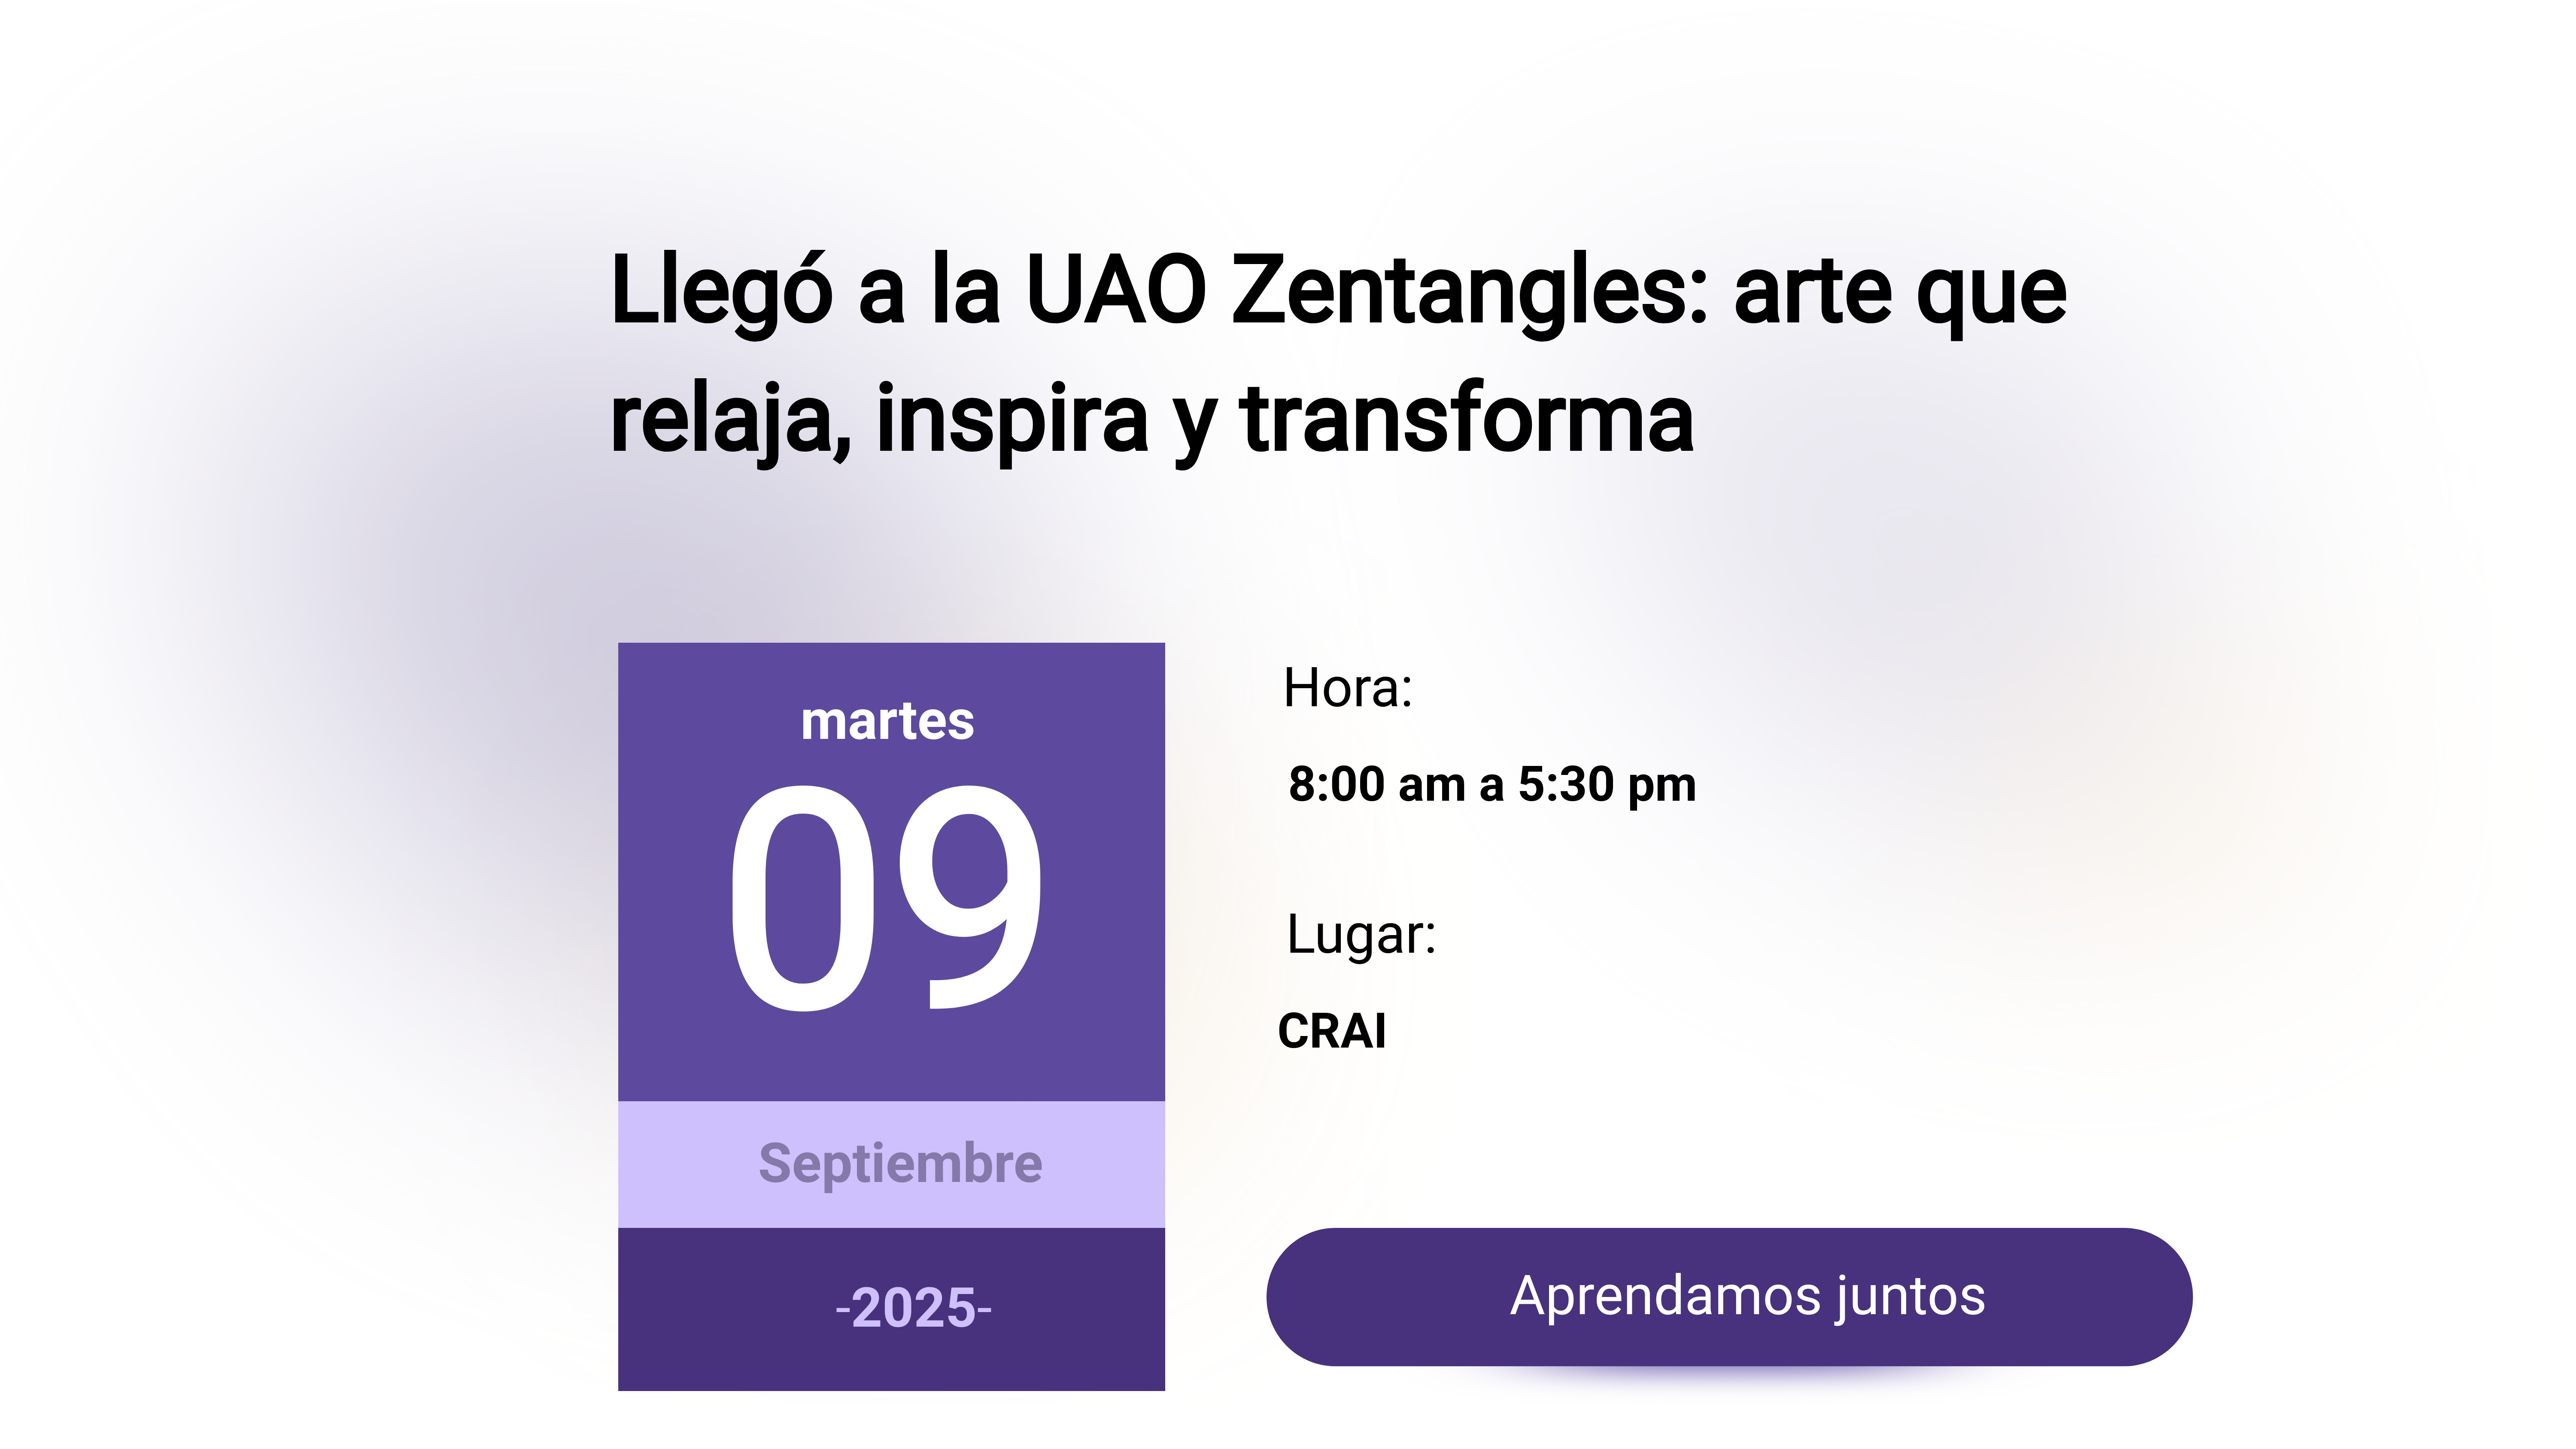 Llegó a la UAO Zentangles: arte que
relaja, inspira y transforma
martes
09
Septiembre
-2025-
Hora:
8:00 am a 5:30 pm
Lugar:
CRAI
Aprendamos juntos